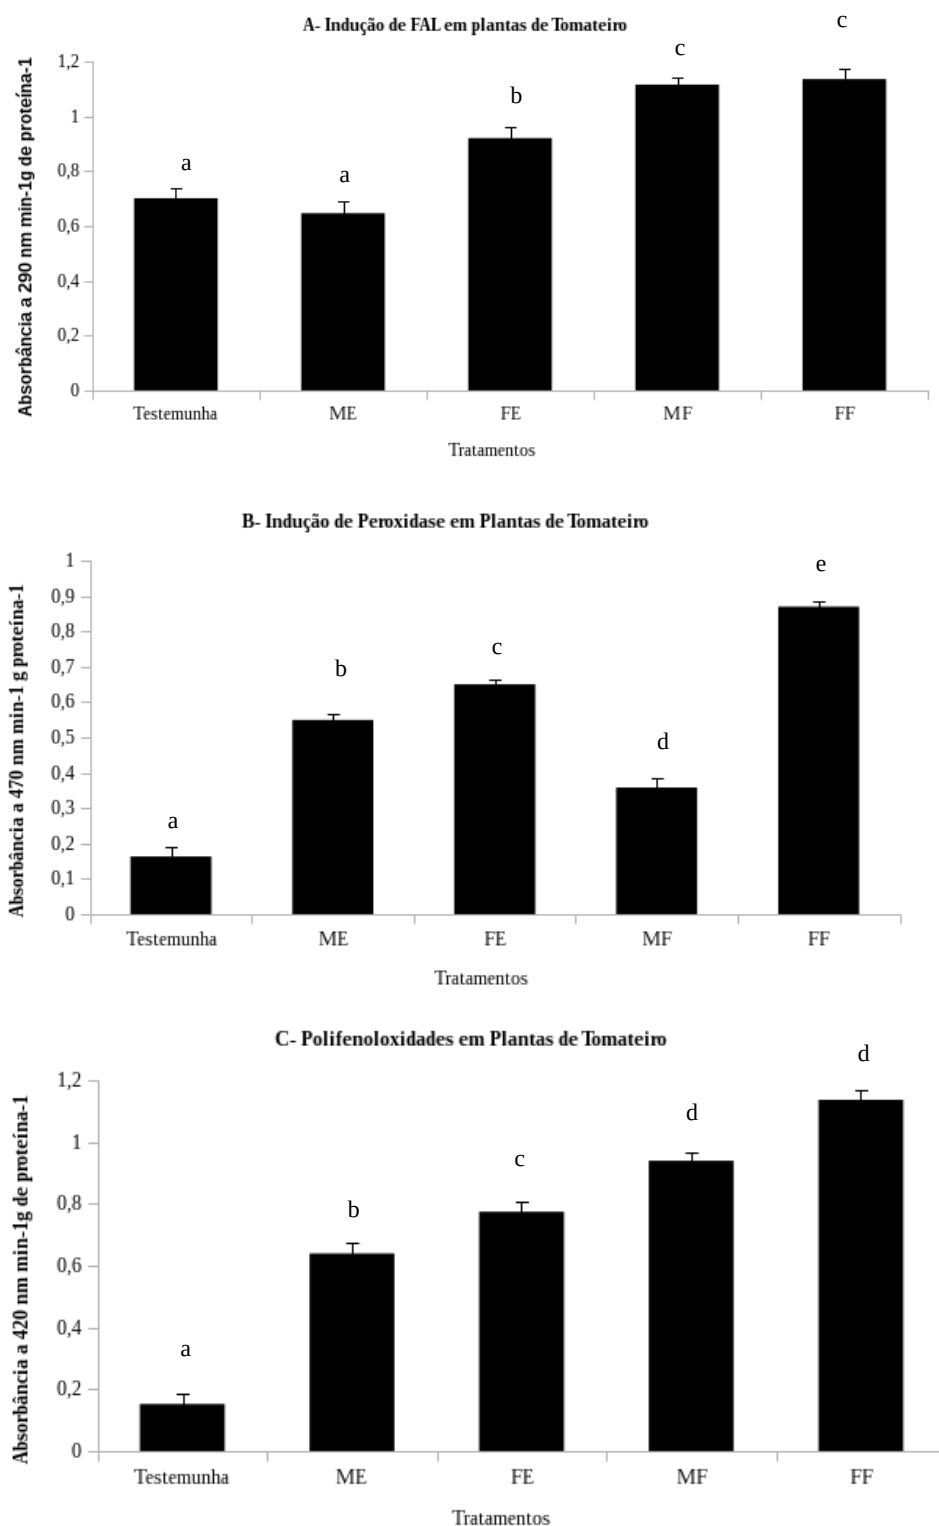 A- Indução de FAL em plantas de Tomateiro
Absorbância a 290 nm min-1g de proteína-1
1,2
1
0,8
0,6
0,4
0,2
0
a
a
b
c
c
Testemunha ME FE MF FF
Tratamentos
B- Indução de Peroxidase em Plantas de Tomateiro
Absorbância a 470 nm min-1 g proteína-1
1
0,9
0,8
0,7
0,6
0,5
0,4
0,3
0,2
0,1
0
a
b
c
d
e
Testemunha ME FE MF FF
Tratamentos
C- Polifenoloxidades em Plantas de Tomateiro
Absorbância a 420 nm min-1g de proteína-1
1,2
1
0,8
0,6
0,4
0,2
0
a
b
c
d
d
Testemunha ME FE MF FF
Tratamentos